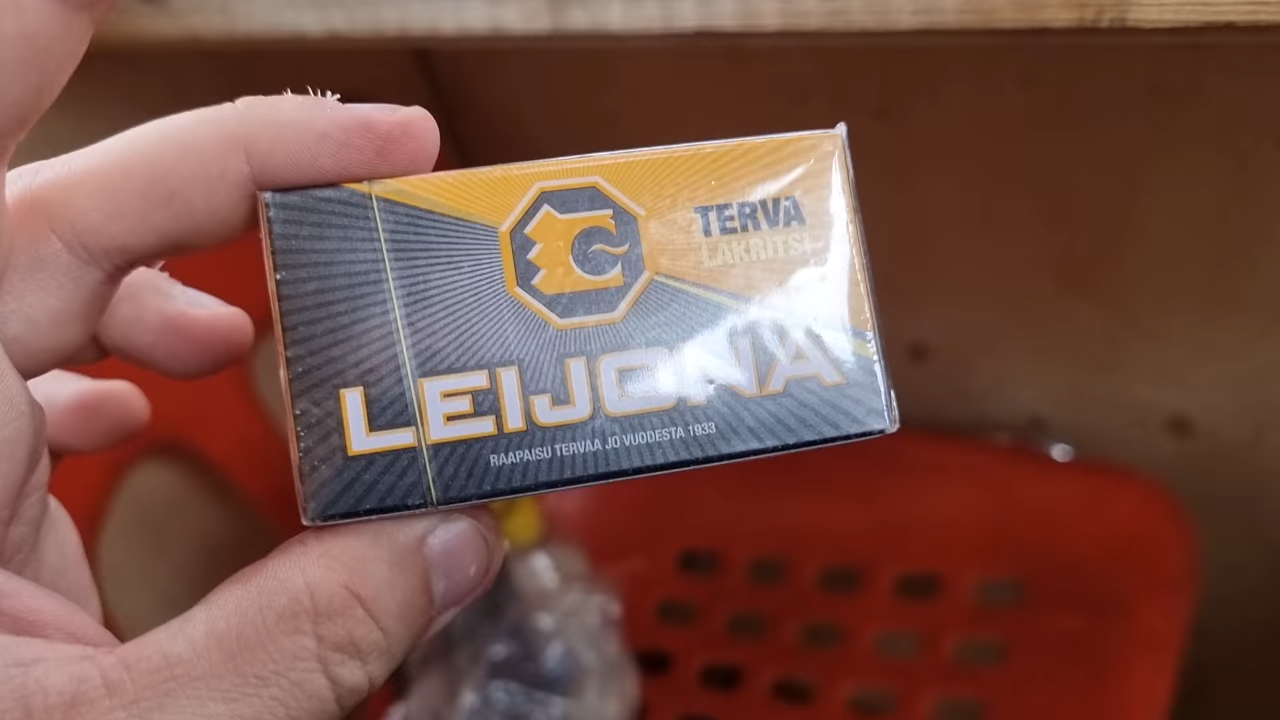 TERVA
LAKRITSI
LEIJONA
RAAPAISU TERVAA JO VUODESTA 1933